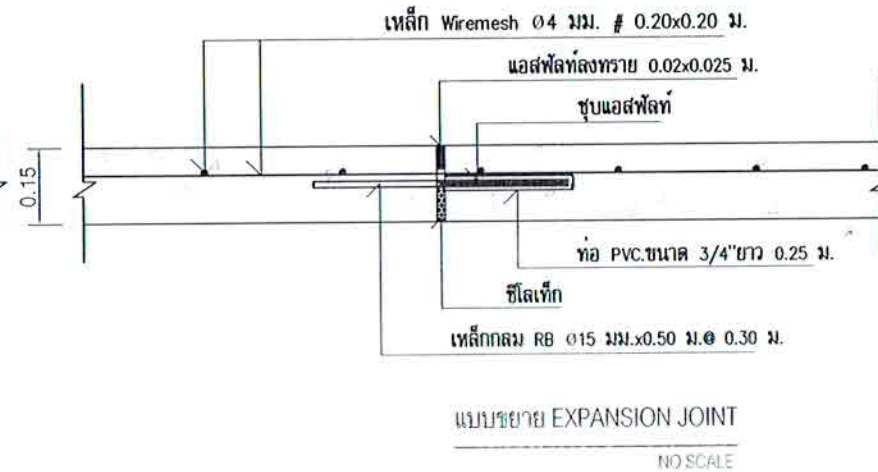 เหล็ก Wiremesh Ø4 มม. # 0.20x0.20 ม.
แอสฟัลท์ลงทราย 0.02x0.025 ม.
ชุบแอสฟัลท์
0.15
ท่อ PVC.ขนาด 3/4"ยาว 0.25 ม.
ซีโลเท็ก
เหล็กกลม RB Ø15 มม.x0.50 ม.@ 0.30 ม.
แบบขยาย EXPANSION JOINT
NO SCALE